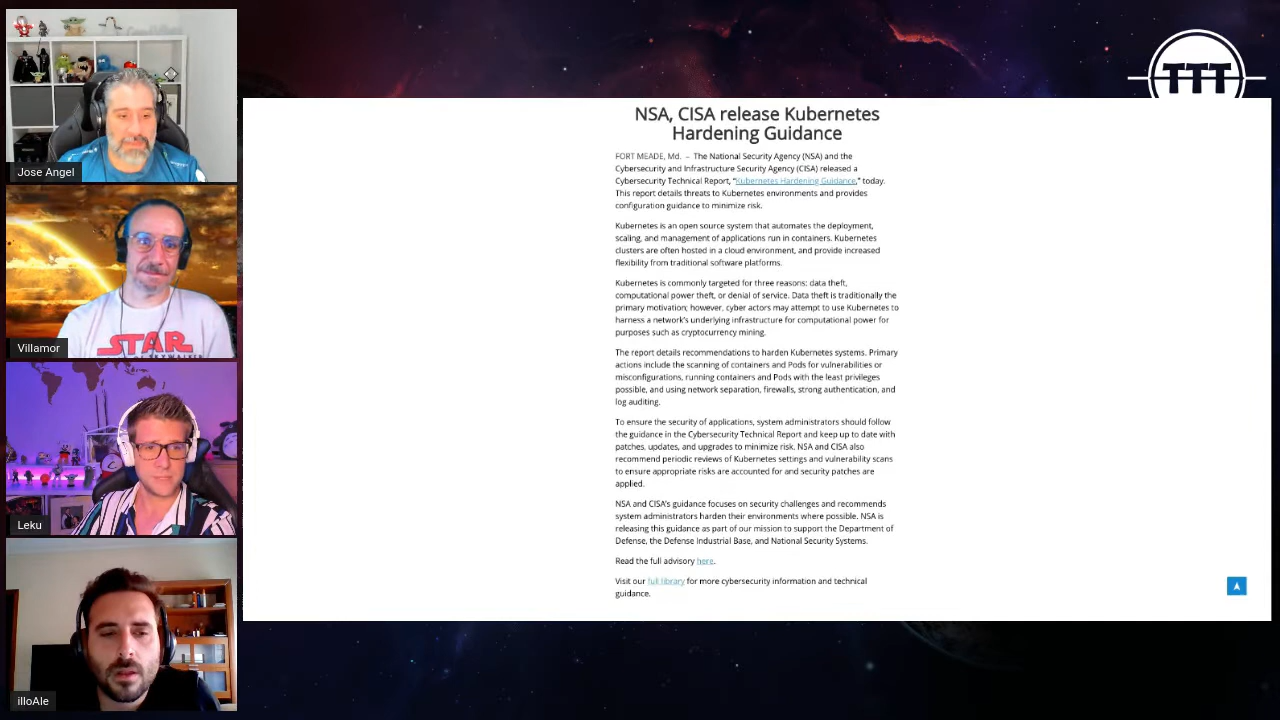 TTT
NSA, CISA release Kubernetes
Hardening Guidance
FORT MEADE, Md. – The National Security Agency (NSA) and the
Cybersecurity and Infrastructure Security Agency (CISA) released a
Cybersecurity Technical Report, “Kubernetes Hardening Guidance,” today.
This report details threats to Kubernetes environments and provides
configuration guidance to minimize risk.
Kubernetes is an open source system that automates the deployment,
scaling, and management of applications run in containers. Kubernetes
clusters are often hosted in a cloud environment, and provide increased
flexibility from traditional software platforms.
Kubernetes is commonly targeted for three reasons: data theft,
computational power theft, or denial of service. Data theft is traditionally the
primary motivation; however, cyber actors may attempt to use Kubernetes to
harness a network's underlying infrastructure for computational power for
purposes such as cryptocurrency mining.
The report details recommendations to harden Kubernetes systems. Primary
actions include the scanning of containers and Pods for vulnerabilities or
misconfigurations, running containers and Pods with the least privileges
possible, and using network separation, firewalls, strong authentication, and
log auditing.
To ensure the security of applications, system administrators should follow
the guidance in the Cybersecurity Technical Report and keep up to date with
patches, updates, and upgrades to minimize risk. NSA and CISA also
recommend periodic reviews of Kubernetes settings and vulnerability scans
to ensure appropriate risks are accounted for and security patches are
applied.
NSA and CISA's guidance focuses on security challenges and recommends
system administrators harden their environments where possible. NSA is
releasing this guidance as part of our mission to support the Department of
Defense, the Defense Industrial Base, and National Security Systems.
Read the full advisory here.
Visit our full library for more cybersecurity information and technical
guidance.
Jose Angel
STAR
Villamor
Leku
illoAle